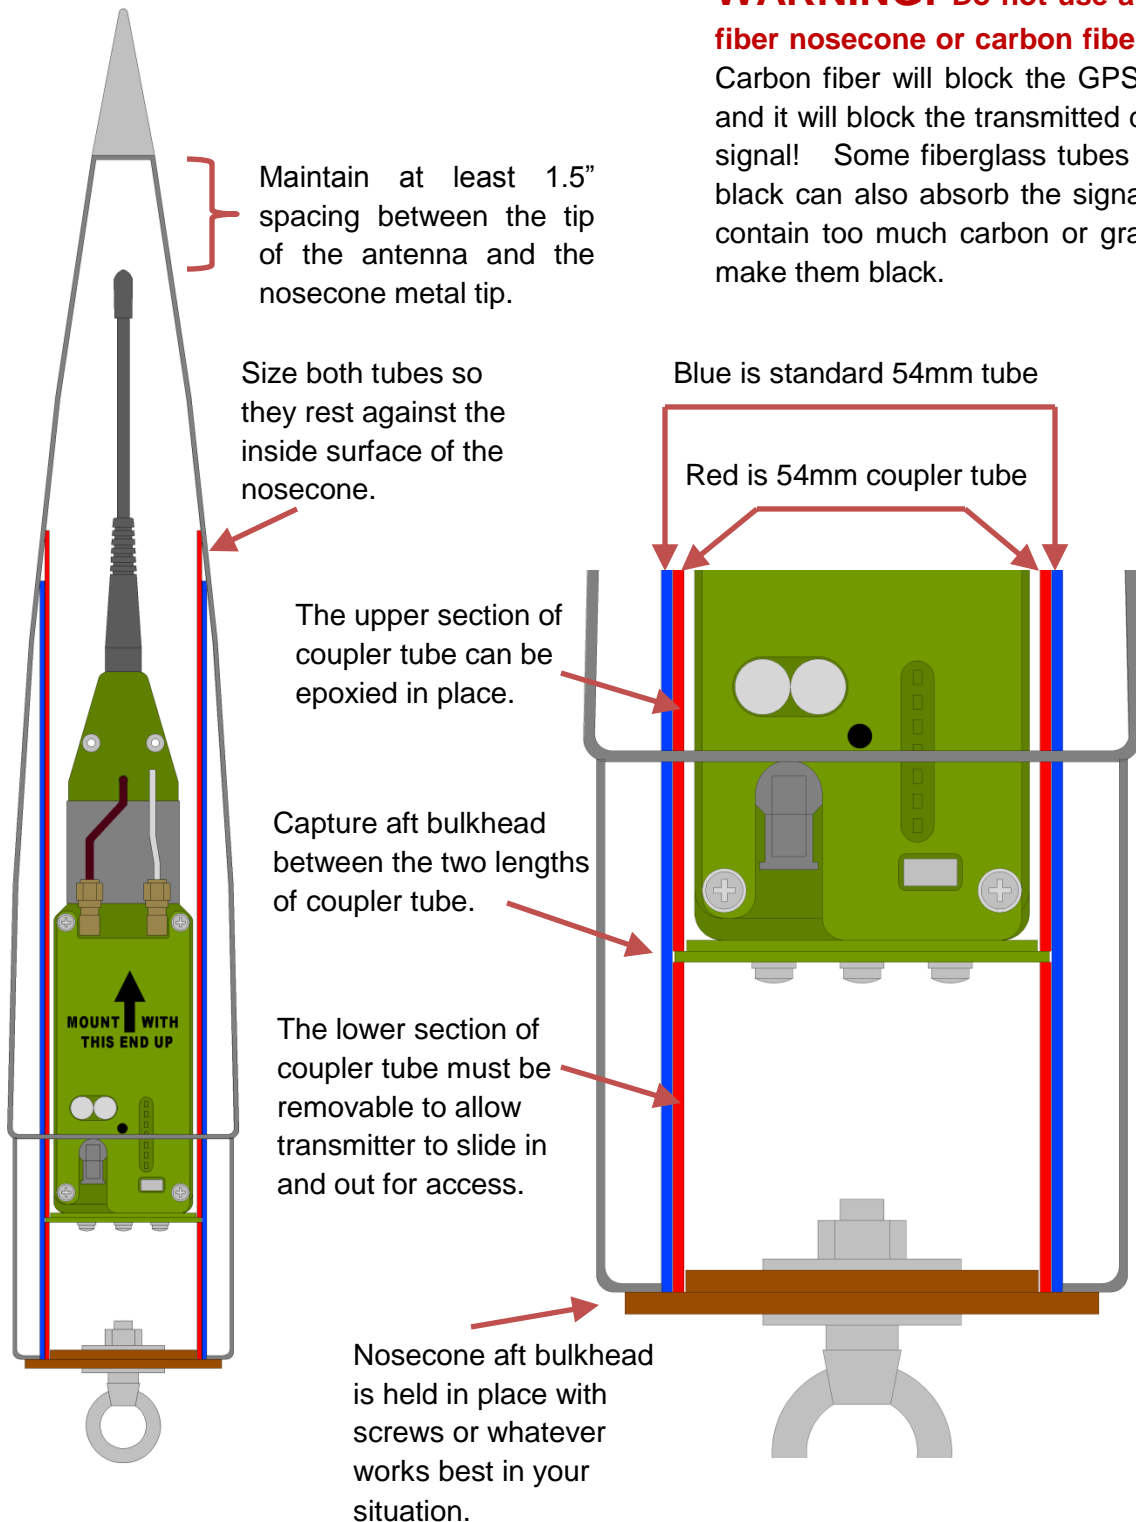 WARNING! Do not use a
fiber nosecone or carbon fibe
Carbon fiber will block the GPS
and it will block the transmitted
signal! Some fiberglass tubes
black can also absorb the signa
contain too much carbon or gra
make them black.
Maintain at least 1.5”
spacing between the tip
of the antenna and the
nosecone metal tip.
Size both tubes so
they rest against the
inside surface of the
nosecone.
Blue is standard 54mm tube
Red is 54mm coupler tube
The upper section of
coupler tube can be
epoxied in place.
Capture aft bulkhead
between the two lengths
of coupler tube.
The lower section of
coupler tube must be
removable to allow
transmitter to slide in
and out for access.
MOUNT WITH
THIS END UP
Nosecone aft bulkhead
is held in place with
screws or whatever
works best in your
situation.